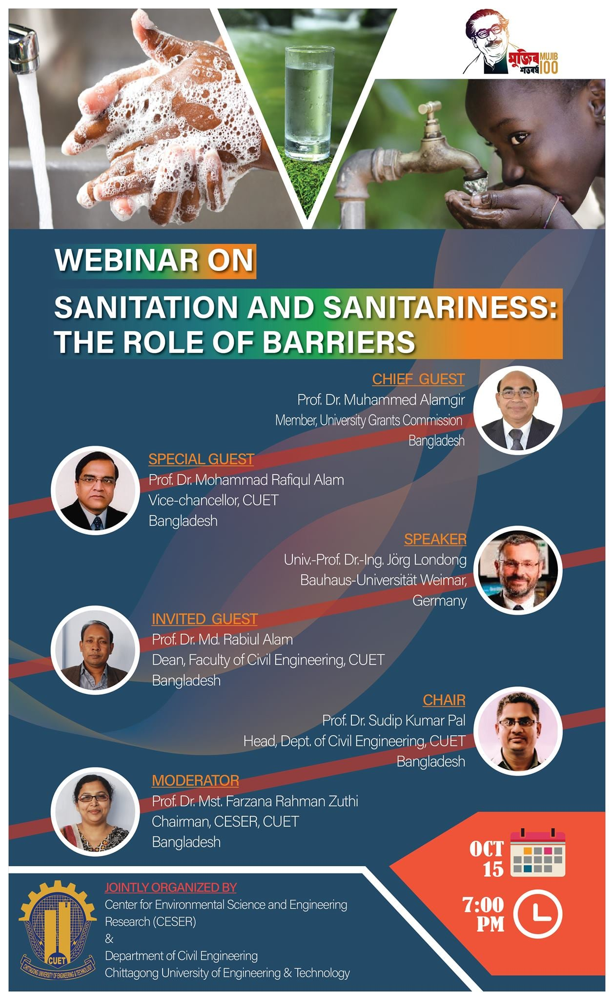 মুজিব
শতবর্ষ
MUJIB
100
WEBINAR ON
SANITATION AND SANITARINESS:
THE ROLE OF BARRIERS
CHIEF GUEST
Prof. Dr. Muhammed Alamgir
Member, University Grants Commission
Bangladesh
SPECIAL GUEST
Prof. Dr. Mohammad Rafiqul Alam
Vice-chancellor, CUET
Bangladesh
SPEAKER
Univ.-Prof. Dr.-Ing. Jörg Londong
Bauhaus-Universität Weimar,
Germany
INVITED GUEST
Prof. Dr. Md. Rabiul Alam
Dean, Faculty of Civil Engineering, CUET
Bangladesh
CHAIR
Prof. Dr. Sudip Kumar Pal
Head, Dept. of Civil Engineering, CUET
Bangladesh
MODERATOR
Prof. Dr. Mst. Farzana Rahman Zuthi
Chairman, CESER, CUET
Bangladesh
OCT
15
7:00
PM
JOINTLY ORGANIZED BY
Center for Environmental Science and Engineering
Research (CESER)
&
Department of Civil Engineering
Chittagong University of Engineering & Technology
CUET
CHITTAGONG UNIVERSITY OF ENGINEERING & TECHNOLOGY